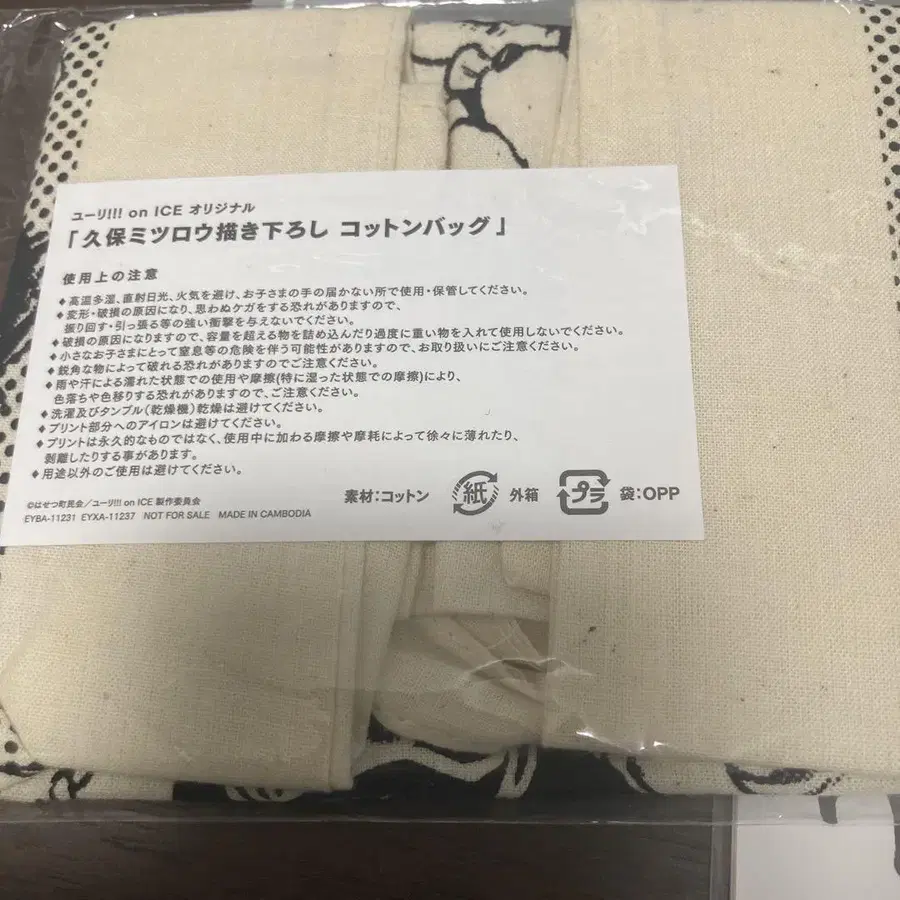 ユーリ!!! on ICE オリジナル
「久保ミツロウ描き下ろし コットンバッグ」
使用上の注意
◆高温多湿、直射日光、火気を避け、お子さまの手の届かない所で使用・保管してください。
◆変形・破損の原因になり、思わぬケガをする恐れがありますので、
振り回す・引っ張る等の強い衝撃を与えないでください。
◆破損の原因になりますので、容量を超える物を詰め込んだり過度に重い物を入れて使用しないでください。
◆小さなお子さまにとって窒息等の危険を伴う可能性がありますので、お取り扱いにご注意ください。
◆鋭角な物によって破れる恐れがありますのでご注意ください。
◆雨や汗による濡れた状態での使用や摩擦(特に湿った状態での摩擦)により、
色落ちや色移りする恐れがありますので、ご注意ください。
◆洗濯及びタンブル(乾燥機)乾燥は避けてください。
◆プリント部分へのアイロンは避けてください。
◆プリントは永久的なものではなく、使用中に加わる摩擦や摩耗によって徐々に薄れたり、
剥離したりする事があります。
◆用途以外のご使用は避けてください。
素材:コットン 紙 外箱 プラ 袋:OPP
©はせつ町民会/ユーリ!!! on ICE 製作委員会
EYBA-11231 EYXA-11237 NOT FOR SALE MADE IN CAMBODIA